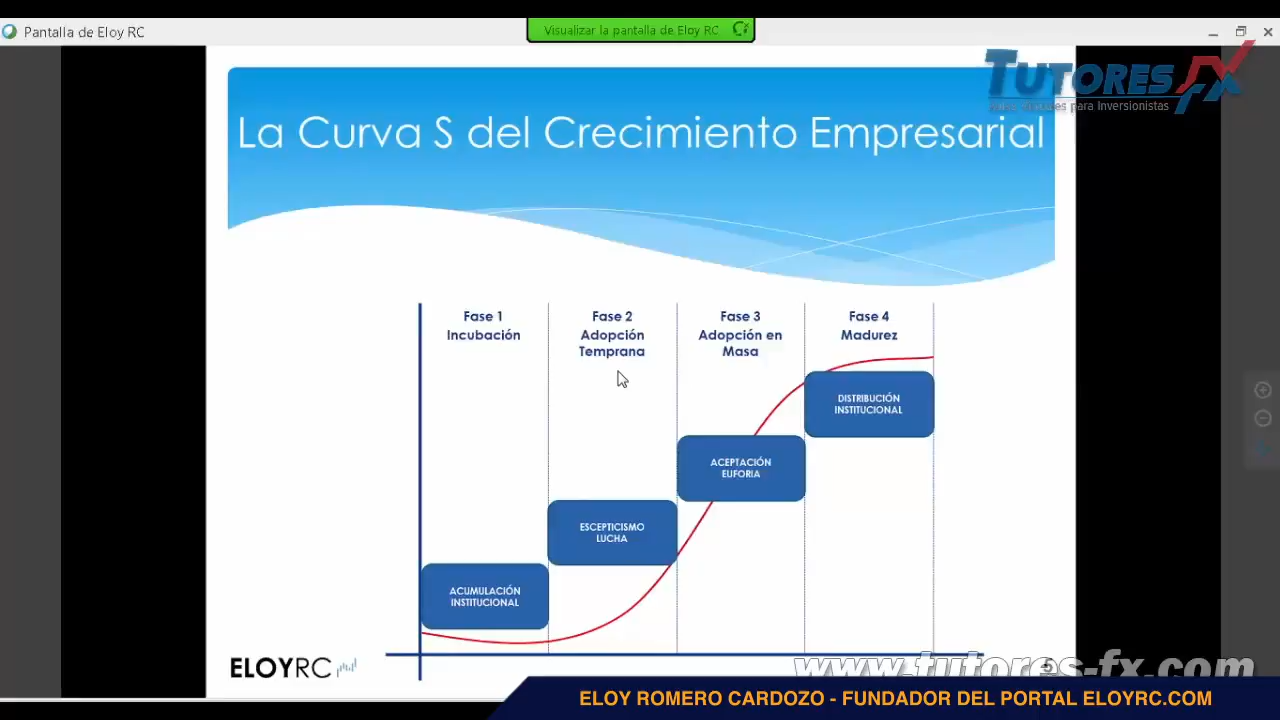 Pantalla de Eloy RC
Visualizar la pantalla de Eloy RC
TUTORESFX
para Inversionistas
La Curva S del Crecimiento Empresarial
Fase 1
Incubación
Fase 2
Adopción
Temprana
Fase 3
Adopción en
Masa
Fase 4
Madurez
DISTRIBUCIÓN
INSTITUCIONAL
ACEPTACIÓN
EUFORIA
ESCEPTICISMO
LUCHA
ACUMULACIÓN
INSTITUCIONAL
ELOYRC
www.tutores-fx.com
ELOY ROMERO CARDOZO - FUNDADOR DEL PORTAL ELOYRC.COM